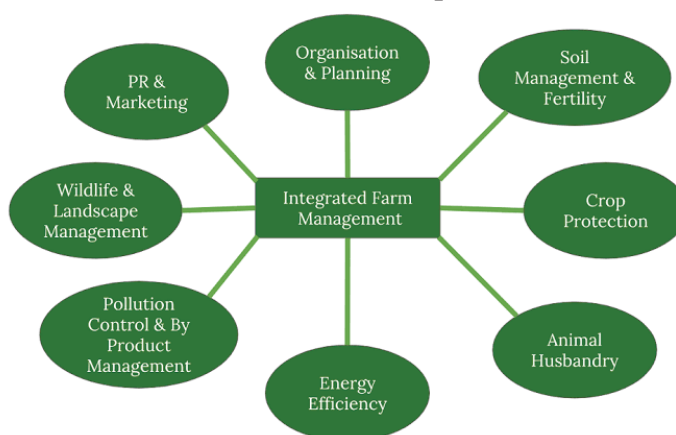 Organisation
& Planning
Soil
Management &
Fertility
PR &
Marketing
Integrated Farm
Management
Wildlife &
Landscape
Management
Crop
Protection
Pollution
Control & By
Product
Management
Animal
Husbandry
Energy
Efficiency